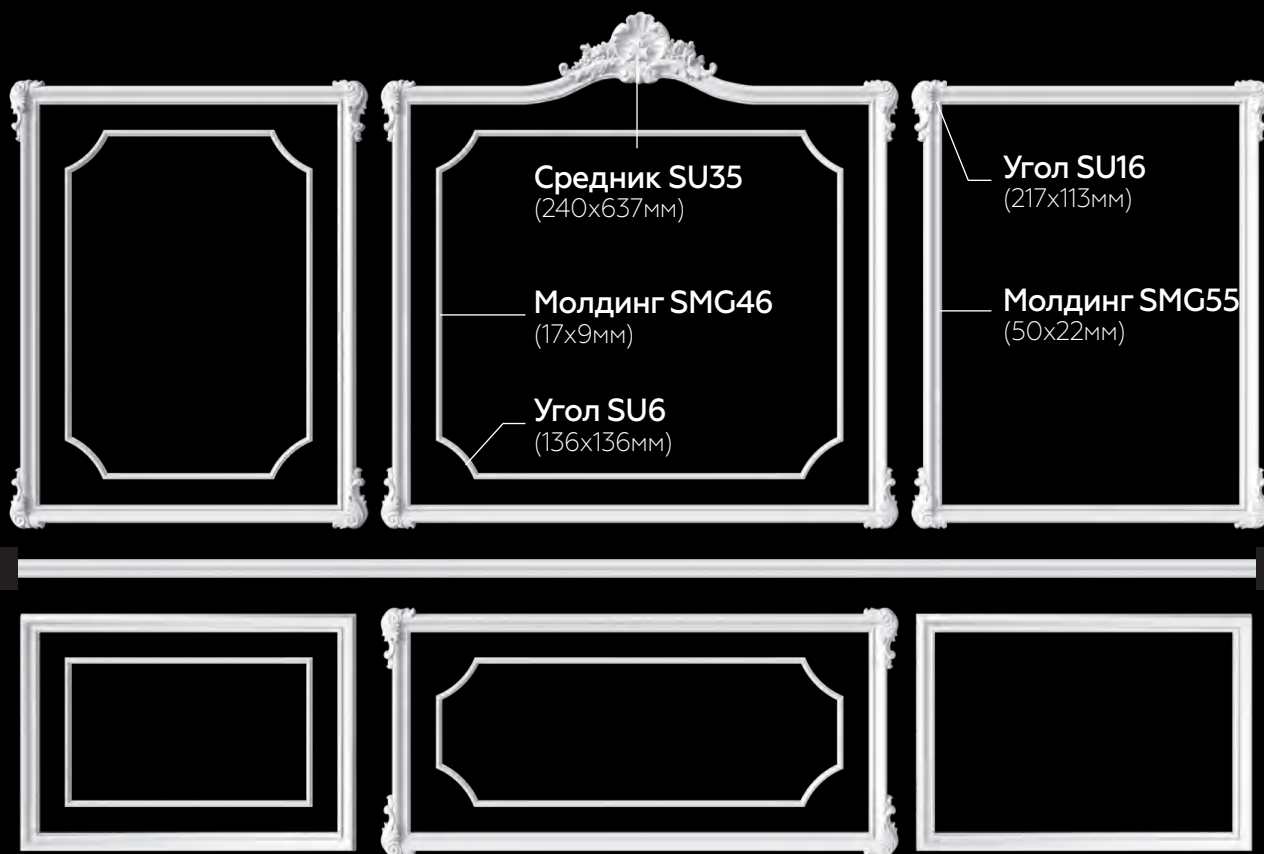 Средник SU35
(240x637мм)
Молдинг SMG46
(17x9мм)
Угол SU6
(136x136мм)
Угол SU16
(217x113мм)
Молдинг SMG55
(50x22мм)